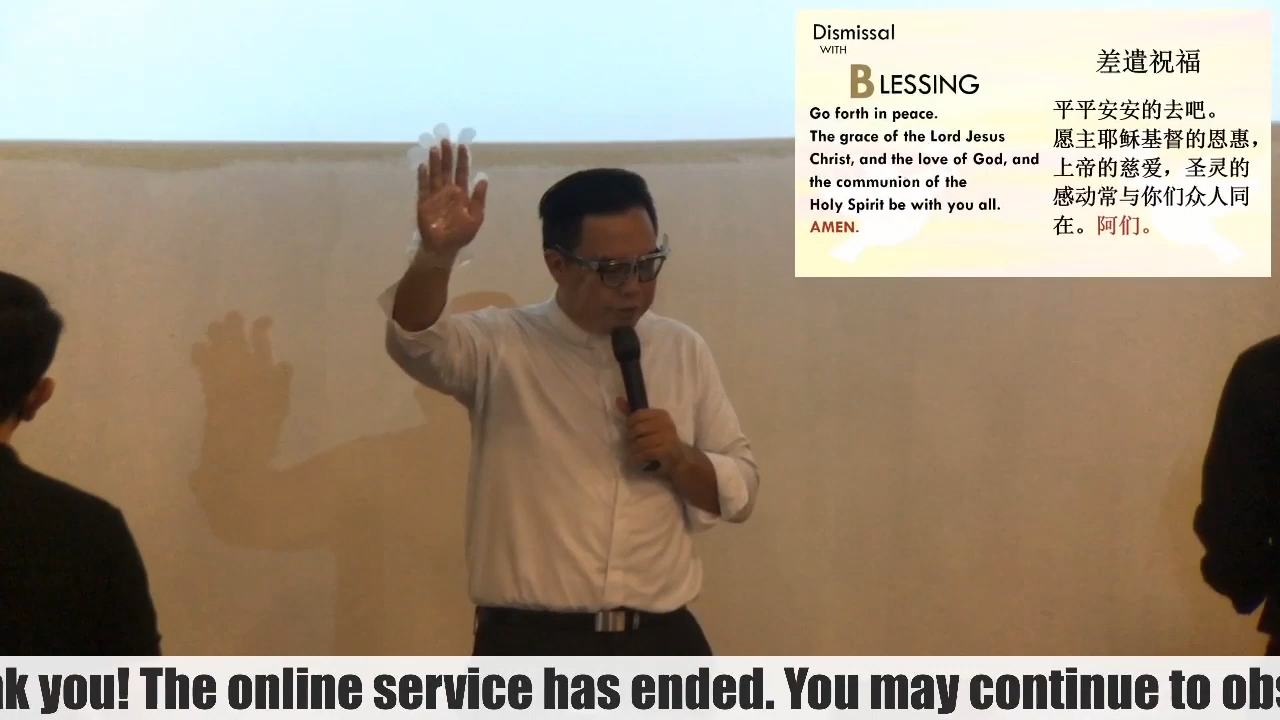 Dismissal
WITH
BLESSING
Go forth in peace.
The grace of the Lord Jesus
Christ, and the love of God, and
the communion of the
Holy Spirit be with you all.
AMEN.
差遣祝福
平平安安的去吧。
愿主耶稣基督的恩惠，
上帝的慈爱，圣灵的
感动常与你们众人同
在。阿们。
you! The online service has ended. You may continue to